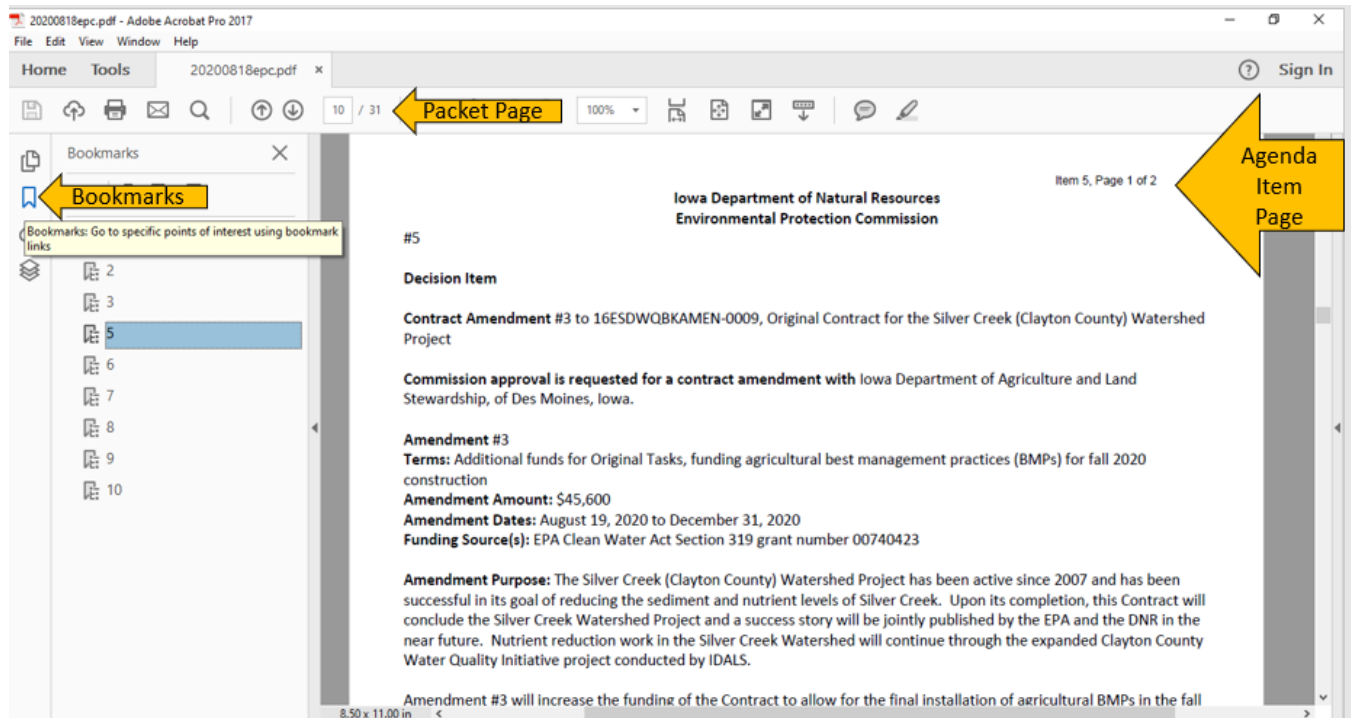 20200818epc.pdf - Adobe Acrobat Pro 2017
File Edit View Window Help
Home Tools 20200818epc.pdf × Sign In
10 / 31 Packet Page 100%
Bookmarks
Bookmarks
Bookmarks: Go to specific points of interest using bookmark
links
2
3
5
6
7
8
9
10
Agenda
Item
Page
Item 5, Page 1 of 2
Iowa Department of Natural Resources
Environmental Protection Commission
#5
Decision Item
Contract Amendment #3 to 16ESDWQBKAMEN-0009, Original Contract for the Silver Creek (Clayton County) Watershed
Project
Commission approval is requested for a contract amendment with Iowa Department of Agriculture and Land
Stewardship, of Des Moines, Iowa.
Amendment #3
Terms: Additional funds for Original Tasks, funding agricultural best management practices (BMPs) for fall 2020
construction
Amendment Amount: $45,600
Amendment Dates: August 19, 2020 to December 31, 2020
Funding Source(s): EPA Clean Water Act Section 319 grant number 00740423
Amendment Purpose: The Silver Creek (Clayton County) Watershed Project has been active since 2007 and has been
successful in its goal of reducing the sediment and nutrient levels of Silver Creek. Upon its completion, this Contract will
conclude the Silver Creek Watershed Project and a success story will be jointly published by the EPA and the DNR in the
near future. Nutrient reduction work in the Silver Creek Watershed will continue through the expanded Clayton County
Water Quality Initiative project conducted by IDALS.
Amendment #3 will increase the funding of the Contract to allow for the final installation of agricultural BMPs in the fall
8.50 x 11.00 in